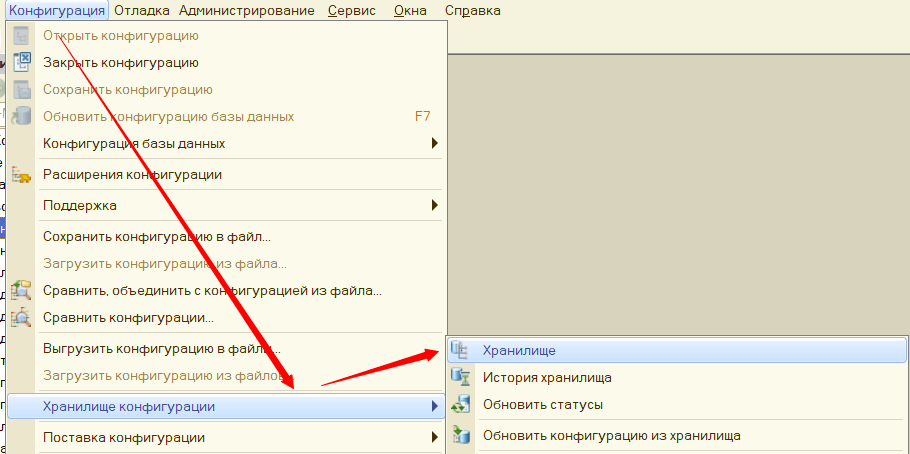 Конфигурация Отладка Администрирование Сервис Окна Справка
Открыть конфигурацию
Закрыть конфигурацию
Сохранить конфигурацию
Обновить конфигурацию базы данных F7
Конфигурация базы данных
Расширения конфигурации
Поддержка
Сохранить конфигурацию в файл...
Загрузить конфигурацию из файла...
Сравнить, объединить с конфигурацией из файла...
Сравнить конфигурации...
Выгрузить конфигурацию в файлы...
Загрузить конфигурацию из файлов...
Хранилище конфигурации
Поставка конфигурации
Хранилище
История хранилища
Обновить статусы
Обновить конфигурацию из хранилища